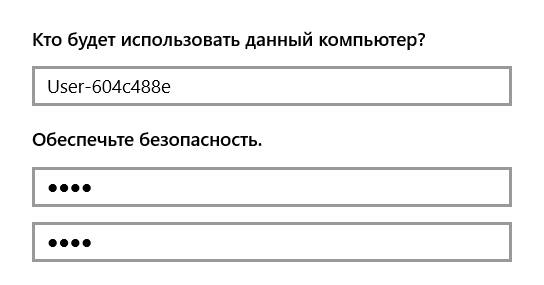 Кто будет использовать данный компьютер?
User-604c488e
Обеспечьте безопасность.
●●●●
●●●●